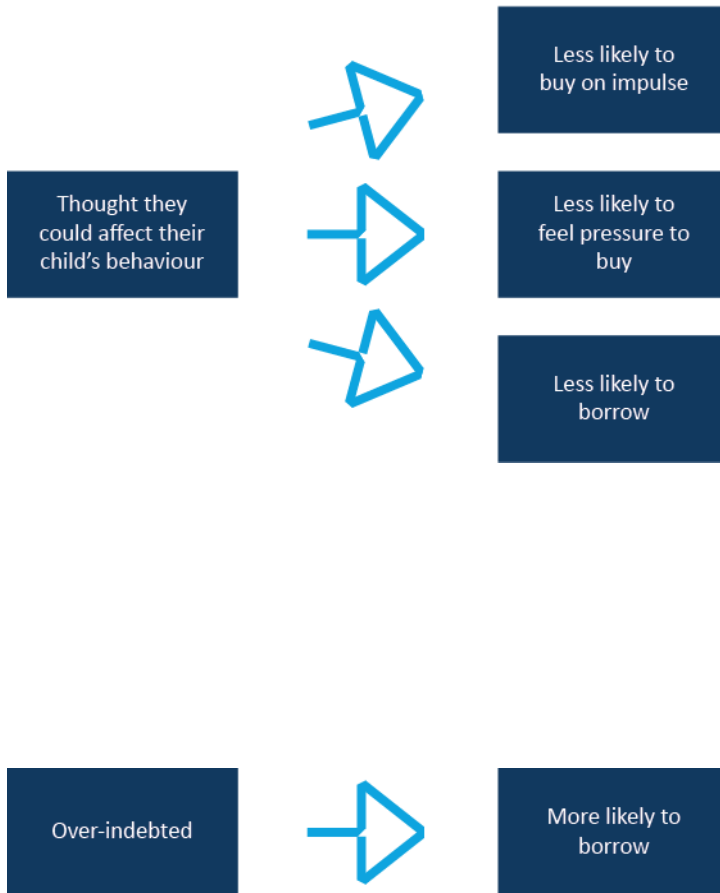 Less likely to
buy on impulse
Thought they
could affect their
child's behaviour
Less likely to
feel pressure to
buy
Less likely to
borrow
Over-indebted
More likely to
borrow